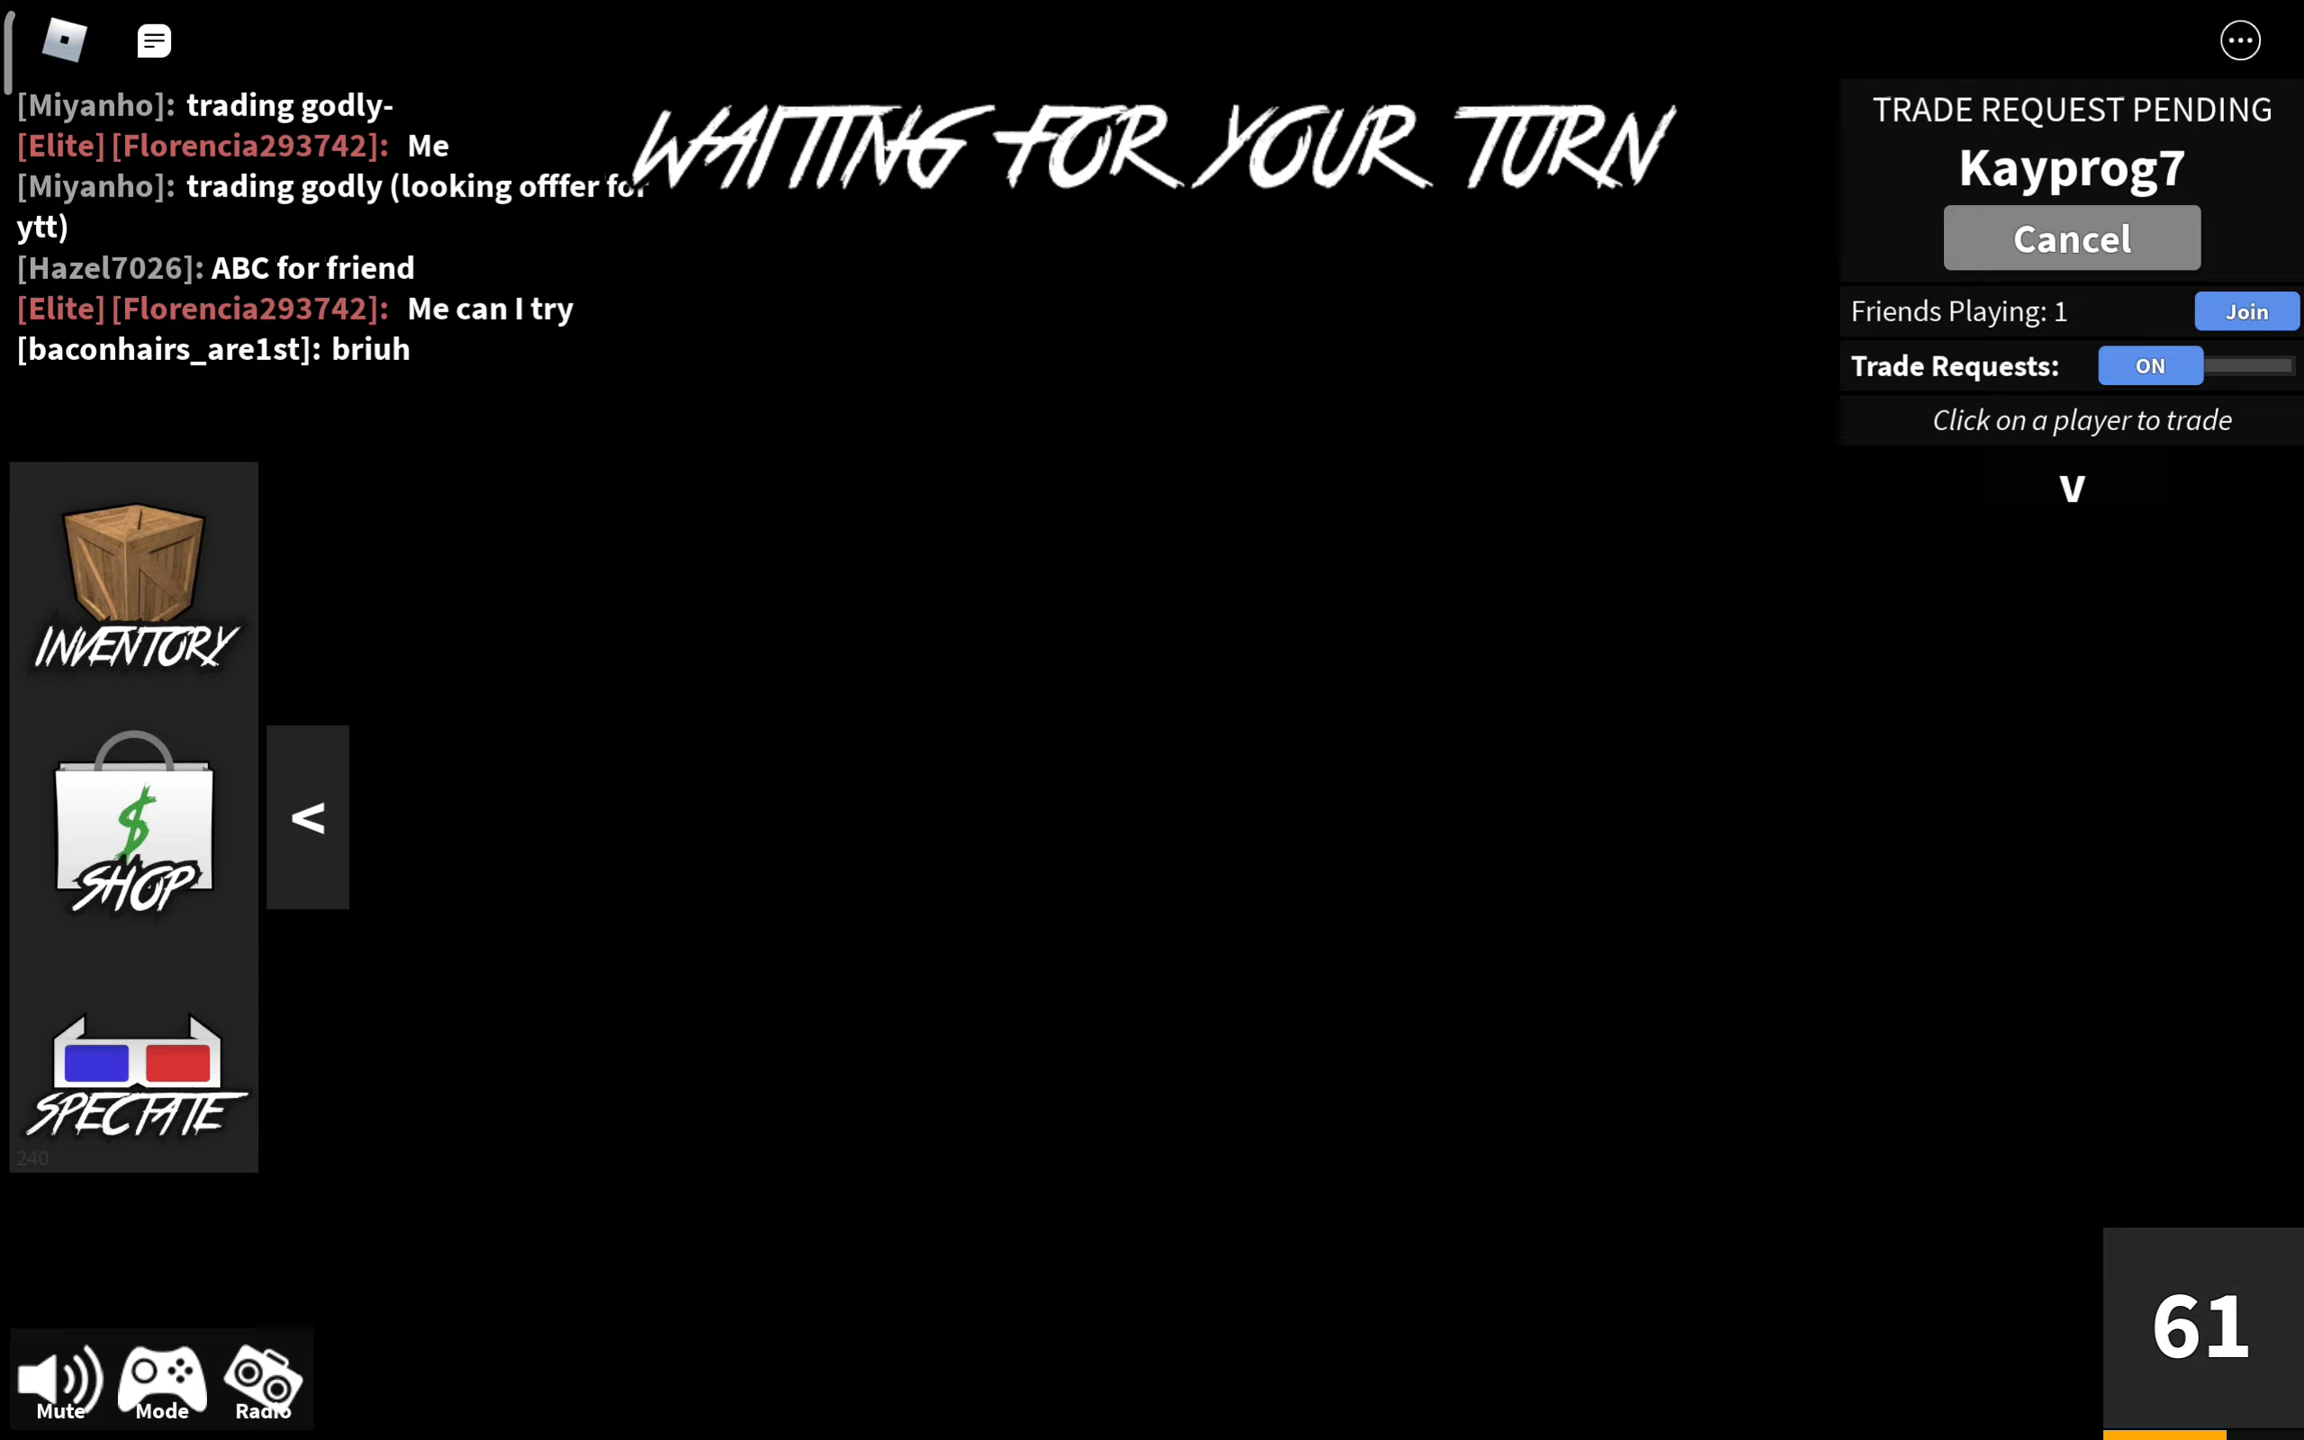 [Miyanho]: trading godly-
[Elite] [Florencia293742]: Me
[Miyanho]: trading godly (looking offfer for
ytt)
[Hazel7026]: ABC for friend
[Elite] [Florencia293742]: Me can I try
[baconhairs_are1st]: briuh
WAITING FOR YOUR TURN
TRADE REQUEST PENDING
Kayprog7
Cancel
Friends Playing: 1 Join
Trade Requests: ON
Click on a player to trade
V
INVENTORY
$
SHOP
<
SPECTATE
240
Mute Mode Radio
61